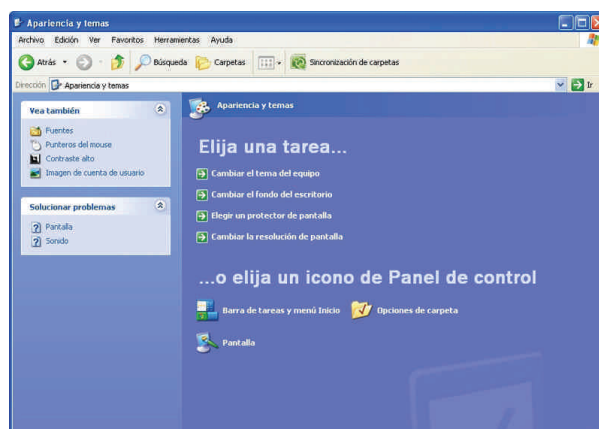 Apariencia y temas
Archivo Edición Ver Favoritos Herramientas Ayuda
Atrás Búsqueda Carpetas Sincronización de carpetas
Dirección Apariencia y temas Ir
Vea también
Fuentes
Punteros del mouse
Contraste alto
Imagen de cuenta de usuario
Solucionar problemas
Pantalla
Sonido
Apariencia y temas
Elija una tarea...
Cambiar el tema del equipo
Cambiar el fondo del escritorio
Elegir un protector de pantalla
Cambiar la resolución de pantalla
...o elija un icono de Panel de control
Barra de tareas y menú Inicio Opciones de carpeta
Pantalla